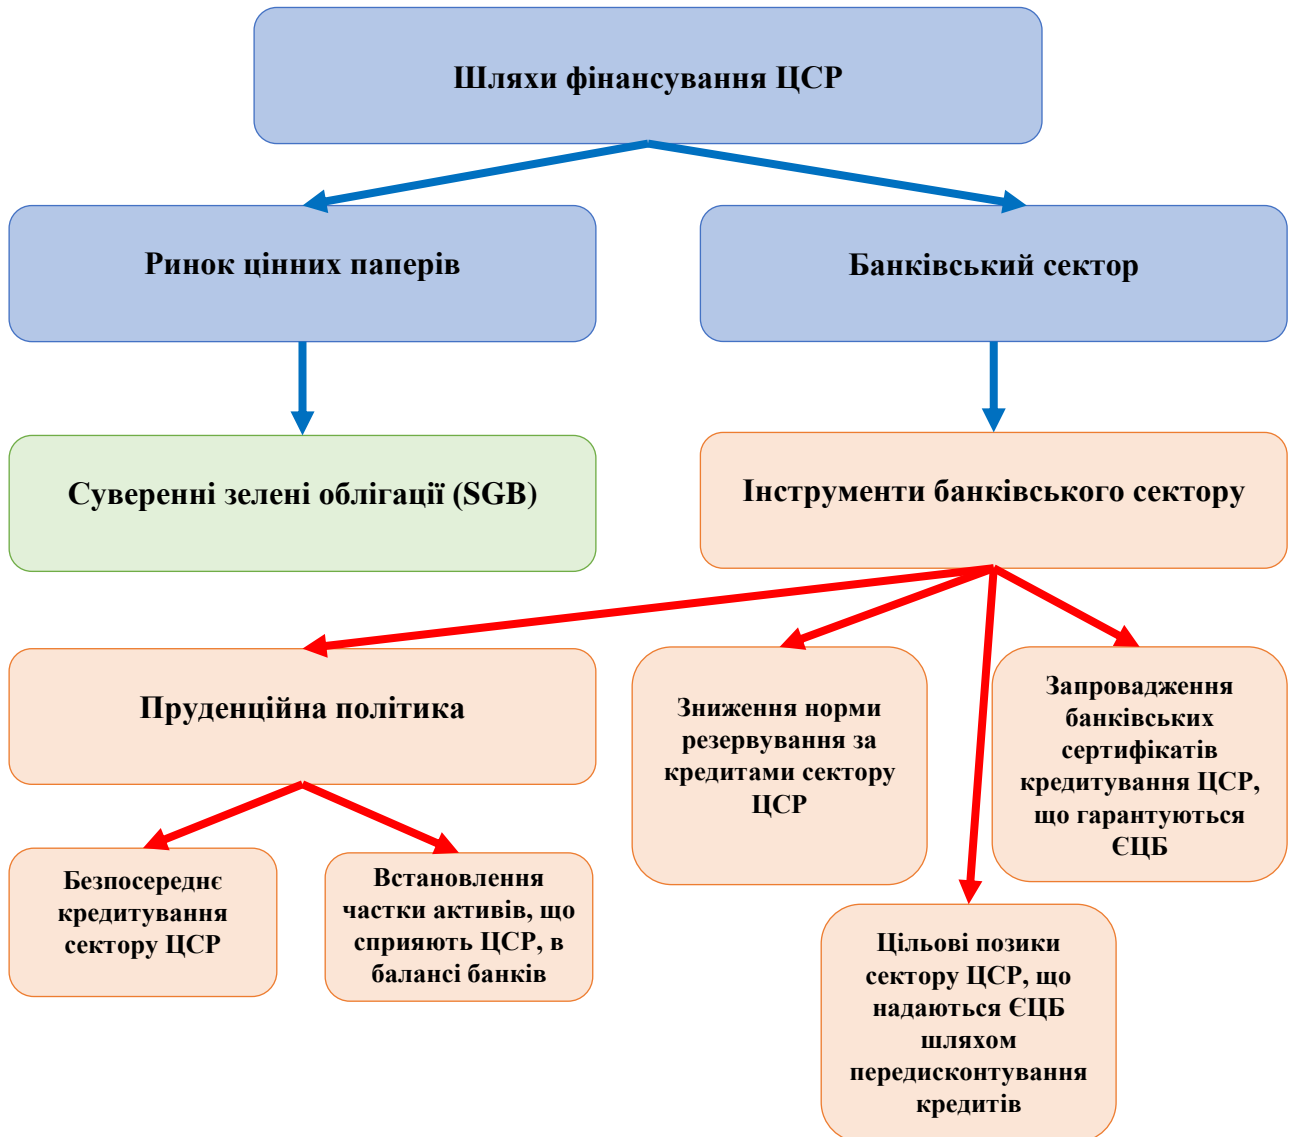 Шляхи фінансування ЦСР
Ринок цінних паперів
Банківський сектор
Суверенні зелені облігації (SGB)
Інструменти банківського сектору
Пруденційна політика
Зниження норми
резервування за
кредитами сектору
ЦСР
Запровадження
банківських
сертифікатів
кредитування ЦСР,
що гарантуються
ЄЦБ
Безпосереднє
кредитування
сектору ЦСР
Встановлення
частки активів, що
сприяють ЦСР, в
балансі банків
Цільові позики
сектору ЦСР, що
надаються ЄЦБ
шляхом
передисконтування
кредитів